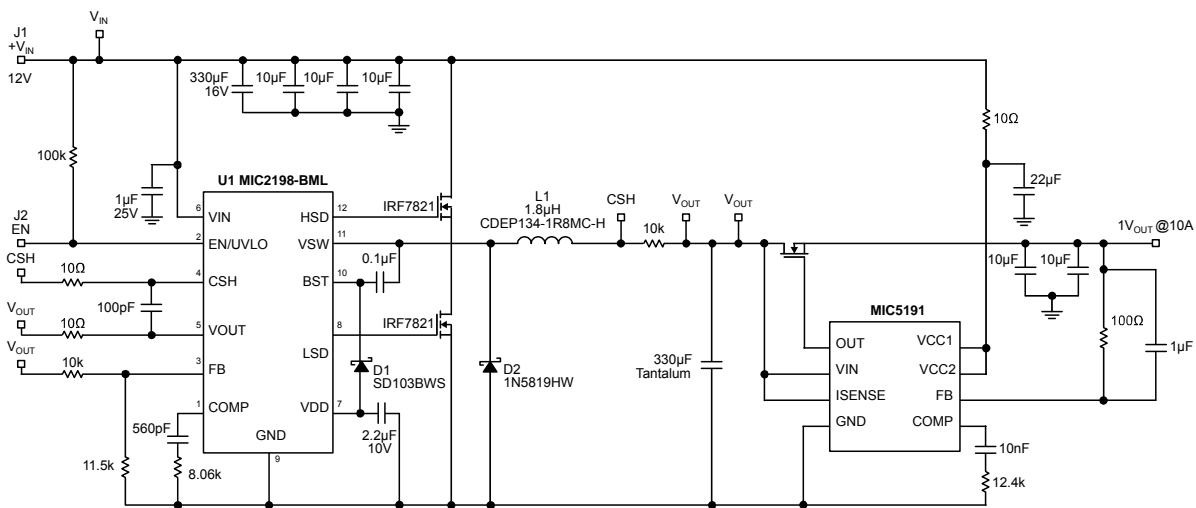 J1
+VIN
12V
VIN
330µF
16V
10µF
10µF
10µF
10Ω
100k
1µF
25V
U1 MIC2198-BML
22µF
J2
EN
6
VIN
HSD
12
IRF7821
L1
1.8µH
CDEP134-1R8MC-H
CSH
VOUT
VOUT
1VOUT @10A
2
EN/UVLO
VSW
11
10k
CSH
10Ω
4
CSH
BST
10
0.1µF
10µF
10µF
100pF
VOUT
10Ω
5
VOUT
8
IRF7821
MIC5191
100Ω
1µF
VOUT
10k
3
FB
LSD
D1
SD103BWS
D2
1N5819HW
330µF
Tantalum
OUT
VCC1
VIN
VCC2
ISENSE
FB
GND
COMP
1
COMP
VDD
7
560pF
GND
2.2µF
10V
10nF
11.5k
8.06k
9
12.4k